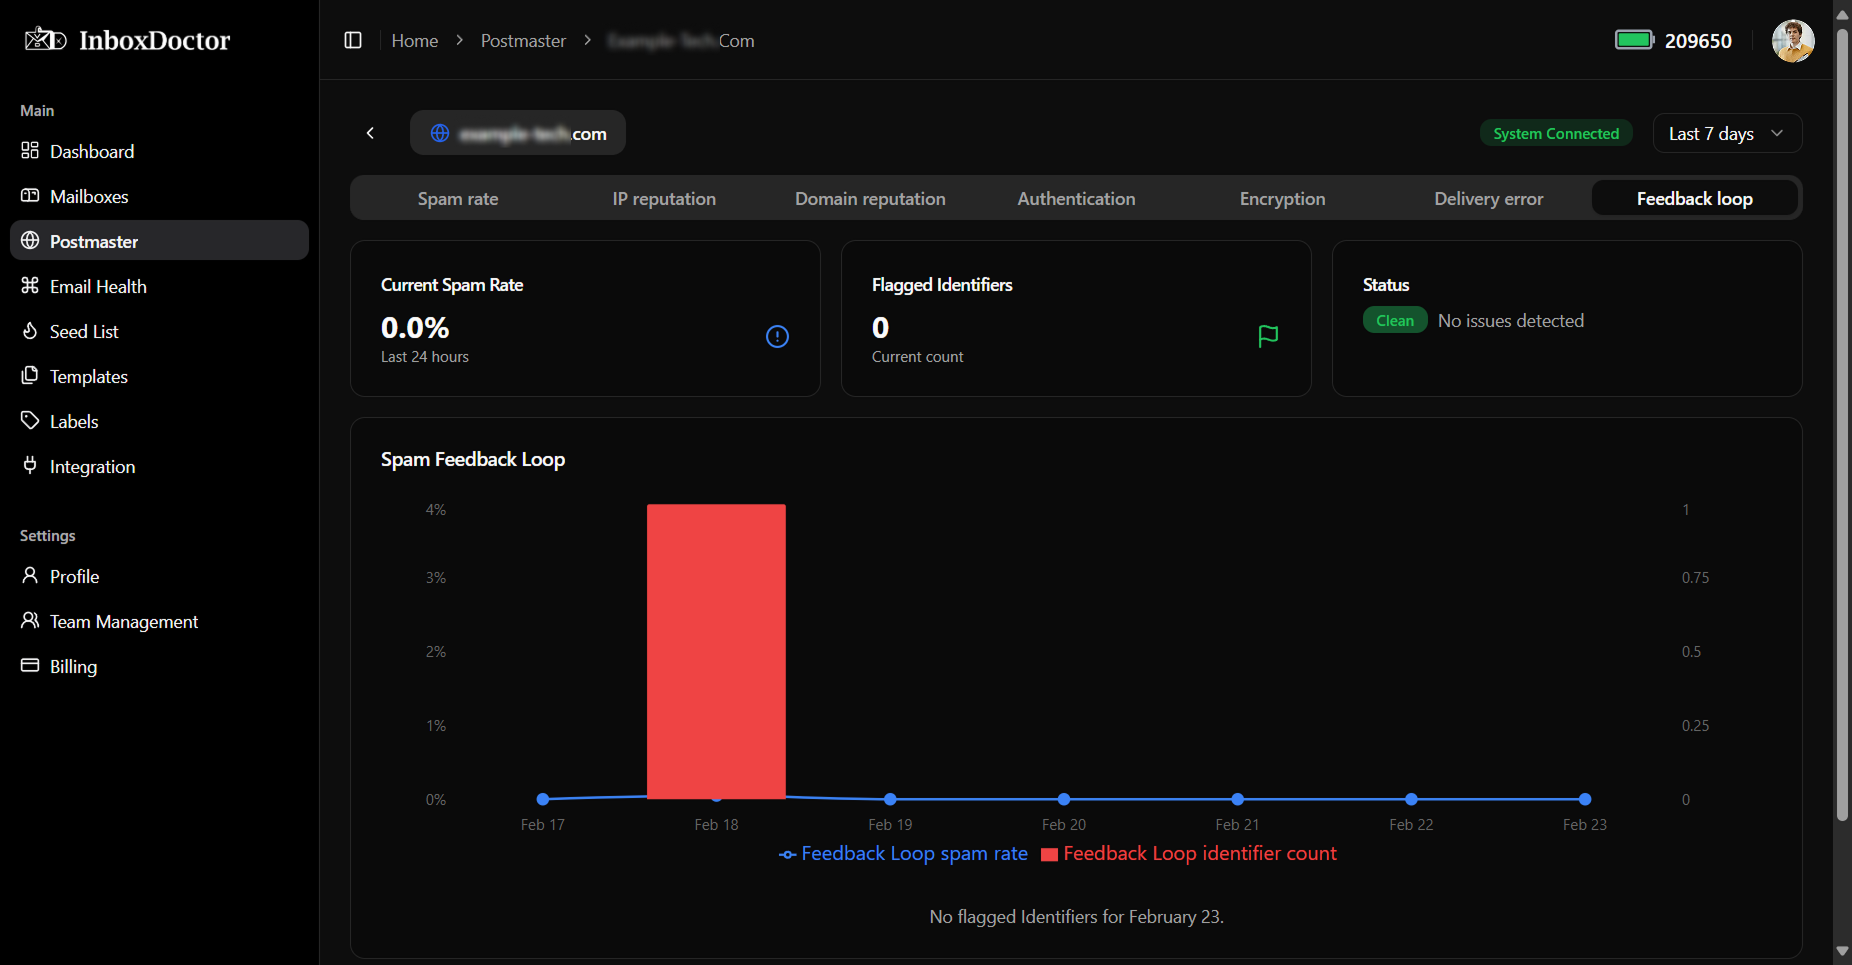 InboxDoctor
Home > Postmaster > Com
209650
Main
Dashboard
Mailboxes
Postmaster
Email Health
Seed List
Templates
Labels
Integration
Settings
Profile
Team Management
Billing
.com
System Connected
Last 7 days
Spam rate
IP reputation
Domain reputation
Authentication
Encryption
Delivery error
Feedback loop
Current Spam Rate
0.0%
Last 24 hours
Flagged Identifiers
0
Current count
Status
Clean
No issues detected
Spam Feedback Loop
4%
3%
2%
1%
0%
1
0.75
0.5
0.25
0
Feb 17
Feb 18
Feb 19
Feb 20
Feb 21
Feb 22
Feb 23
Feedback Loop spam rate
Feedback Loop identifier count
No flagged Identifiers for February 23.